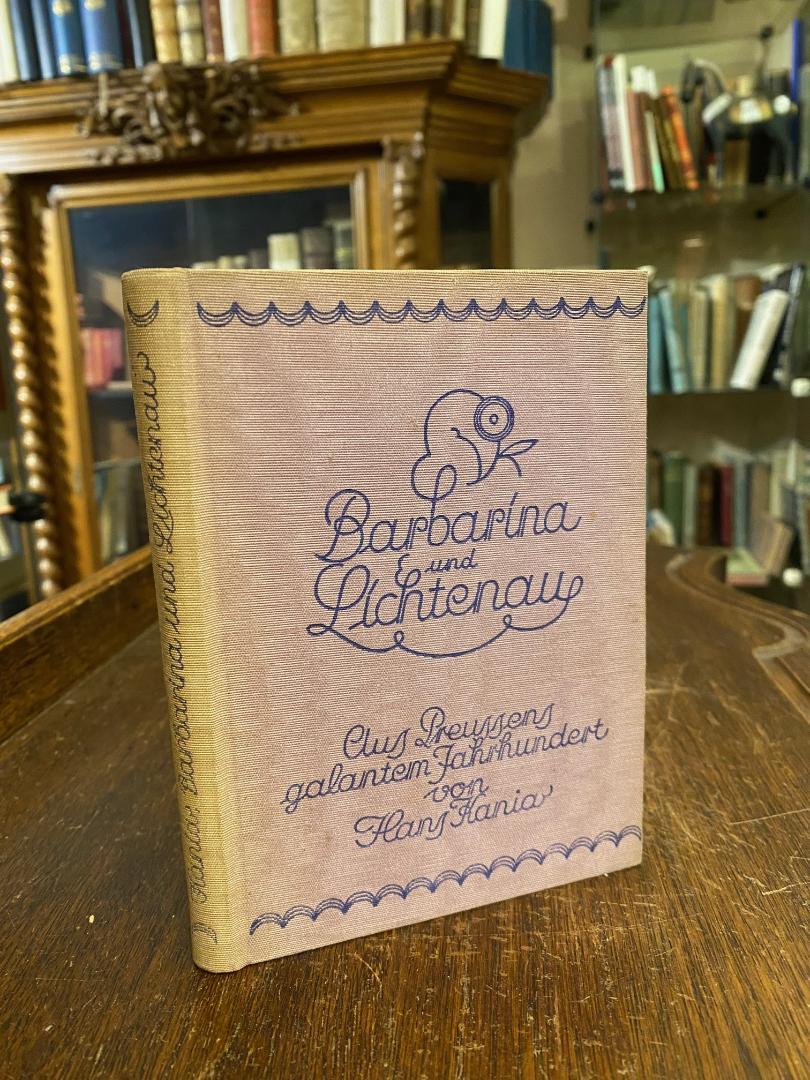 Barbarina
und
Lichtenau
Aus Preussens
galantem Jahrhundert
von
Hans Kania
Kania: Barbarina und Lichtenau